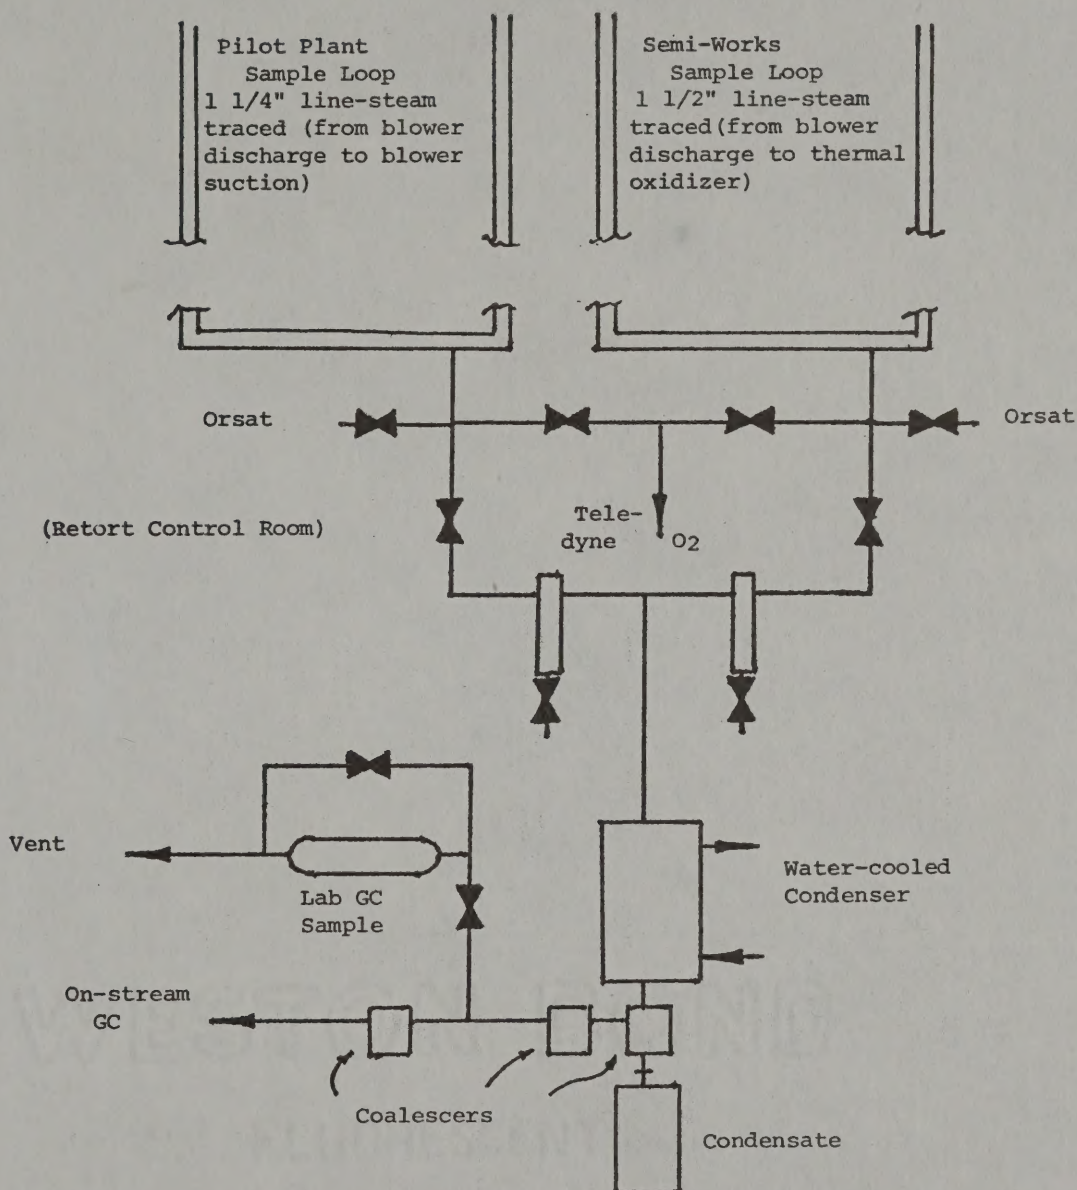 Pilot Plant
Sample Loop
1 1/4" line-steam
traced (from blower
discharge to blower
suction)
Semi-Works
Sample Loop
1 1/2" line-steam
traced(from blower
discharge to thermal
oxidizer)
Orsat
Orsat
(Retort Control Room)
Tele-
dyne
O2
Vent
Lab GC
Sample
Water-cooled
Condenser
On-stream
GC
Coalescers
Condensate